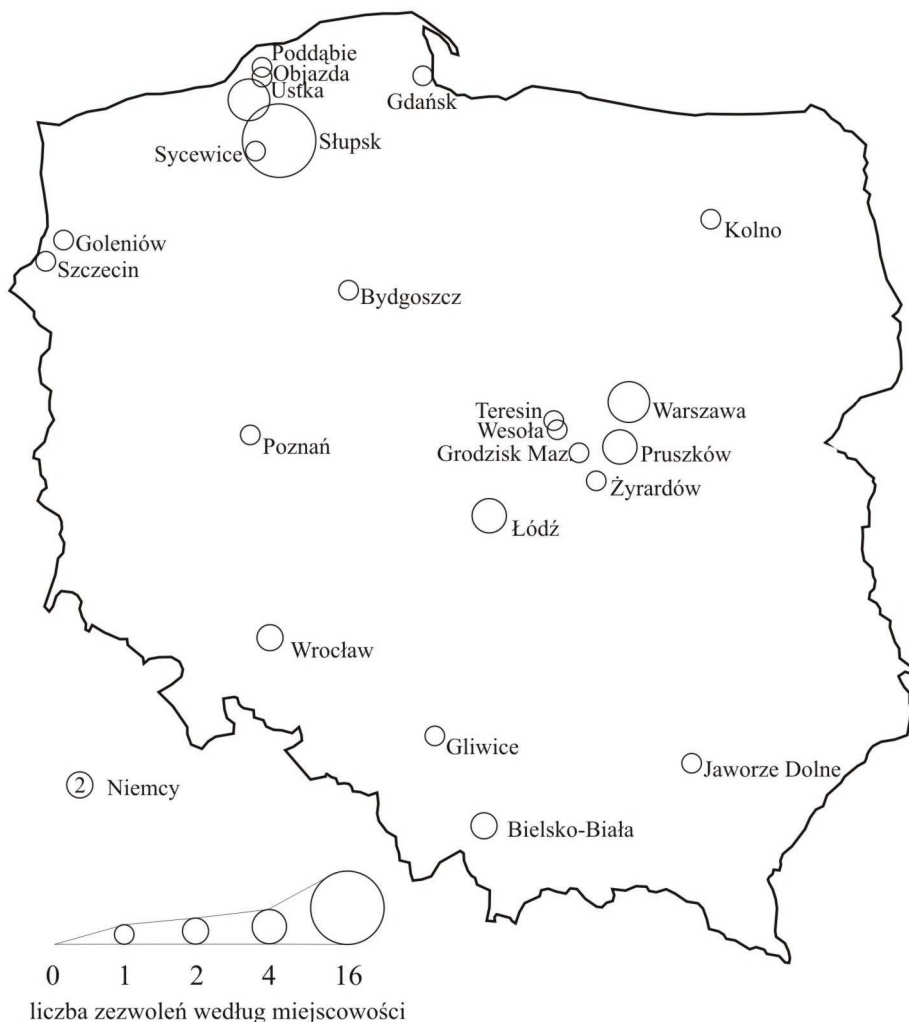 Poddąbie
Objazda
Ustka
Gdańsk
Słupsk
Sycewice
Kolno
Goleniów
Szczecin
Bydgoszcz
Teresin
Warszawa
Wesoła
Poznań
Grodzisk Maz.
Pruszków
Żyrardów
Łódź
Wrocław
Gliwice
Jaworze Dolne
2 Niemcy
Bielsko-Biała
0 1 2 4 16
liczba zezwoleń według miejscowości